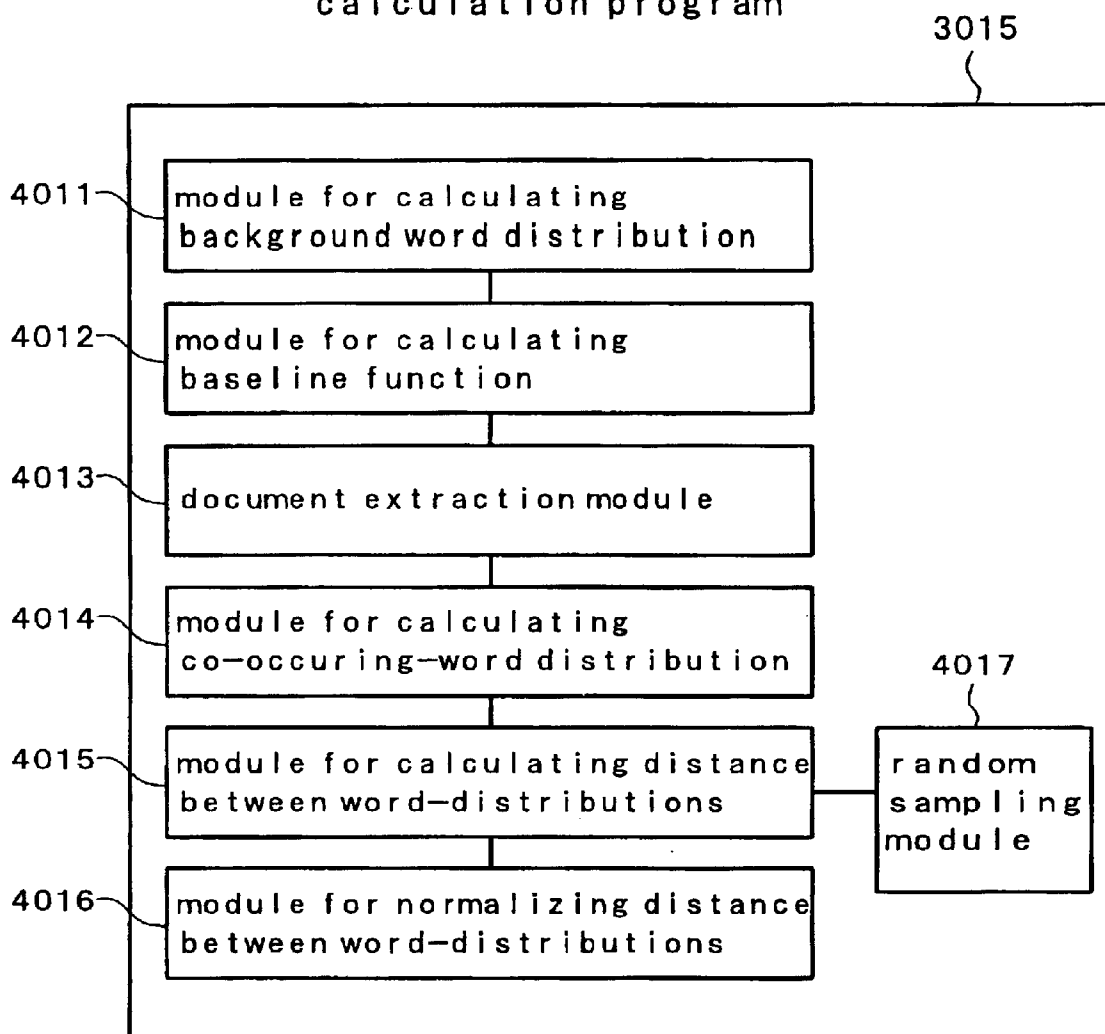 calculation program
3015
4011
module for calculating
background word distribution
4012
module for calculating
baseline function
4013
document extraction module
4014
module for calculating
co-occuring-word distribution
4017
4015
module for calculating distance
between word-distributions
random
sampling
module
4016
module for normalizing distance
between word-distributions